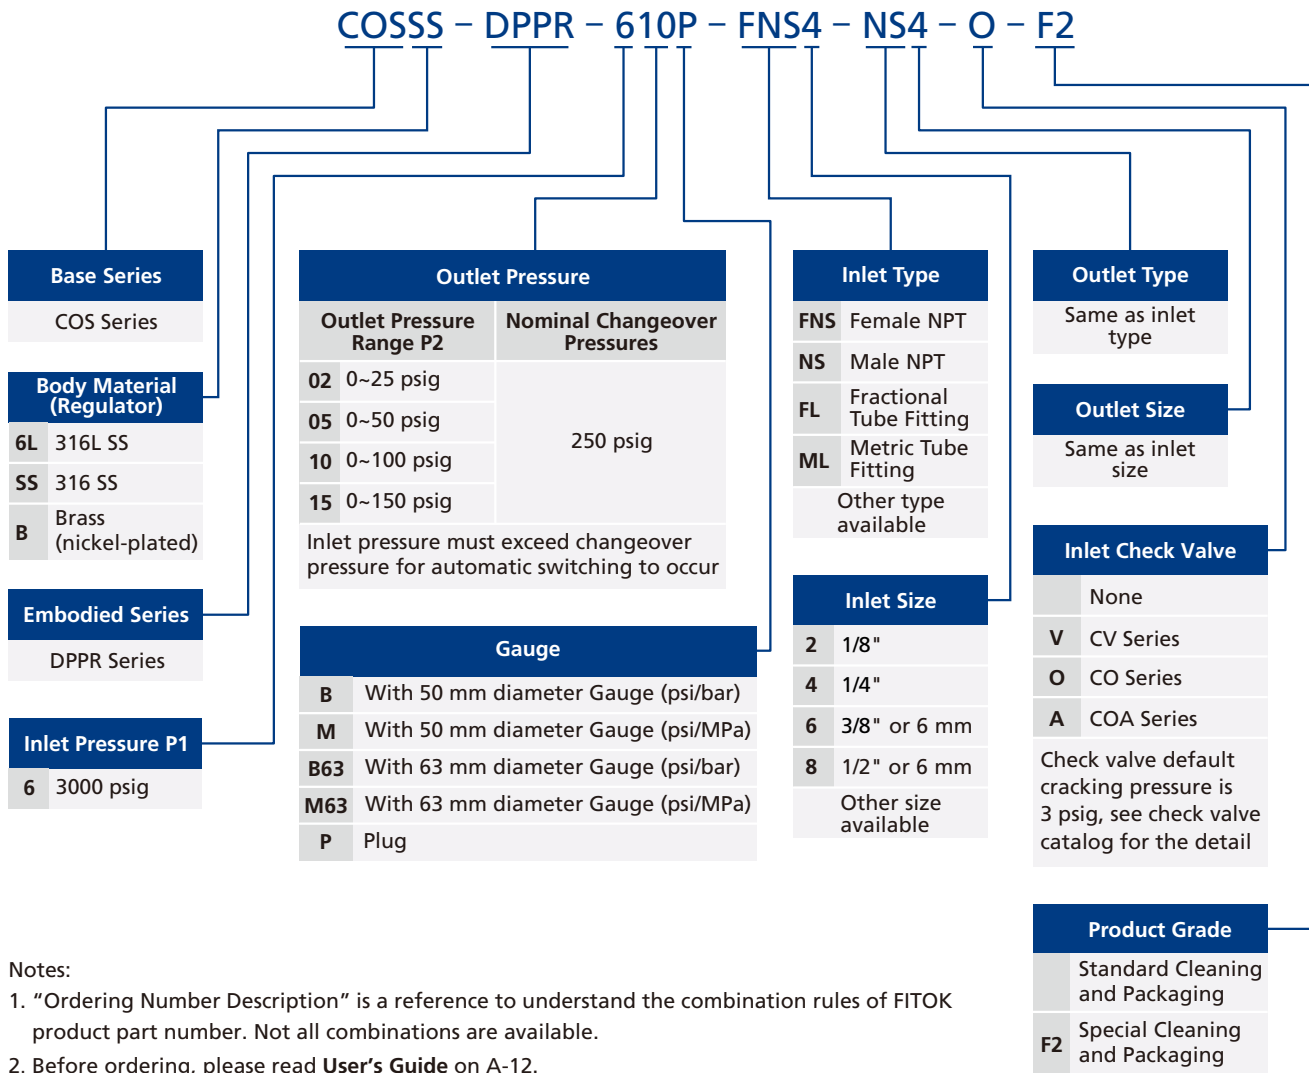 COSSS – DPPR – 610P – FNS4 – NS4 – O – F2
Base Series
COS Series
Body Material
(Regulator)
6L 316L SS
SS 316 SS
B Brass
(nickel-plated)
Embodied Series
DPPR Series
Inlet Pressure P1
6 3000 psig
Outlet Pressure
Outlet Pressure
Range P2
Nominal Changeover
Pressures
02 0~25 psig
05 0~50 psig
10 0~100 psig
15 0~150 psig
250 psig
Inlet pressure must exceed changeover
pressure for automatic switching to occur
Gauge
B With 50 mm diameter Gauge (psi/bar)
M With 50 mm diameter Gauge (psi/MPa)
B63 With 63 mm diameter Gauge (psi/bar)
M63 With 63 mm diameter Gauge (psi/MPa)
P Plug
Inlet Type
FNS Female NPT
NS Male NPT
FL Fractional
Tube Fitting
ML Metric Tube
Fitting
Other type
available
Inlet Size
2 1/8"
4 1/4"
6 3/8" or 6 mm
8 1/2" or 6 mm
Other size
available
Outlet Type
Same as inlet
type
Outlet Size
Same as inlet
size
Inlet Check Valve
None
V CV Series
O CO Series
A COA Series
Check valve default
cracking pressure is
3 psig, see check valve
catalog for the detail
Product Grade
Standard Cleaning
and Packaging
F2 Special Cleaning
and Packaging
Notes:
1. “Ordering Number Description” is a reference to understand the combination rules of FITOK
product part number. Not all combinations are available.
2. Before ordering, please read User's Guide on A-12.